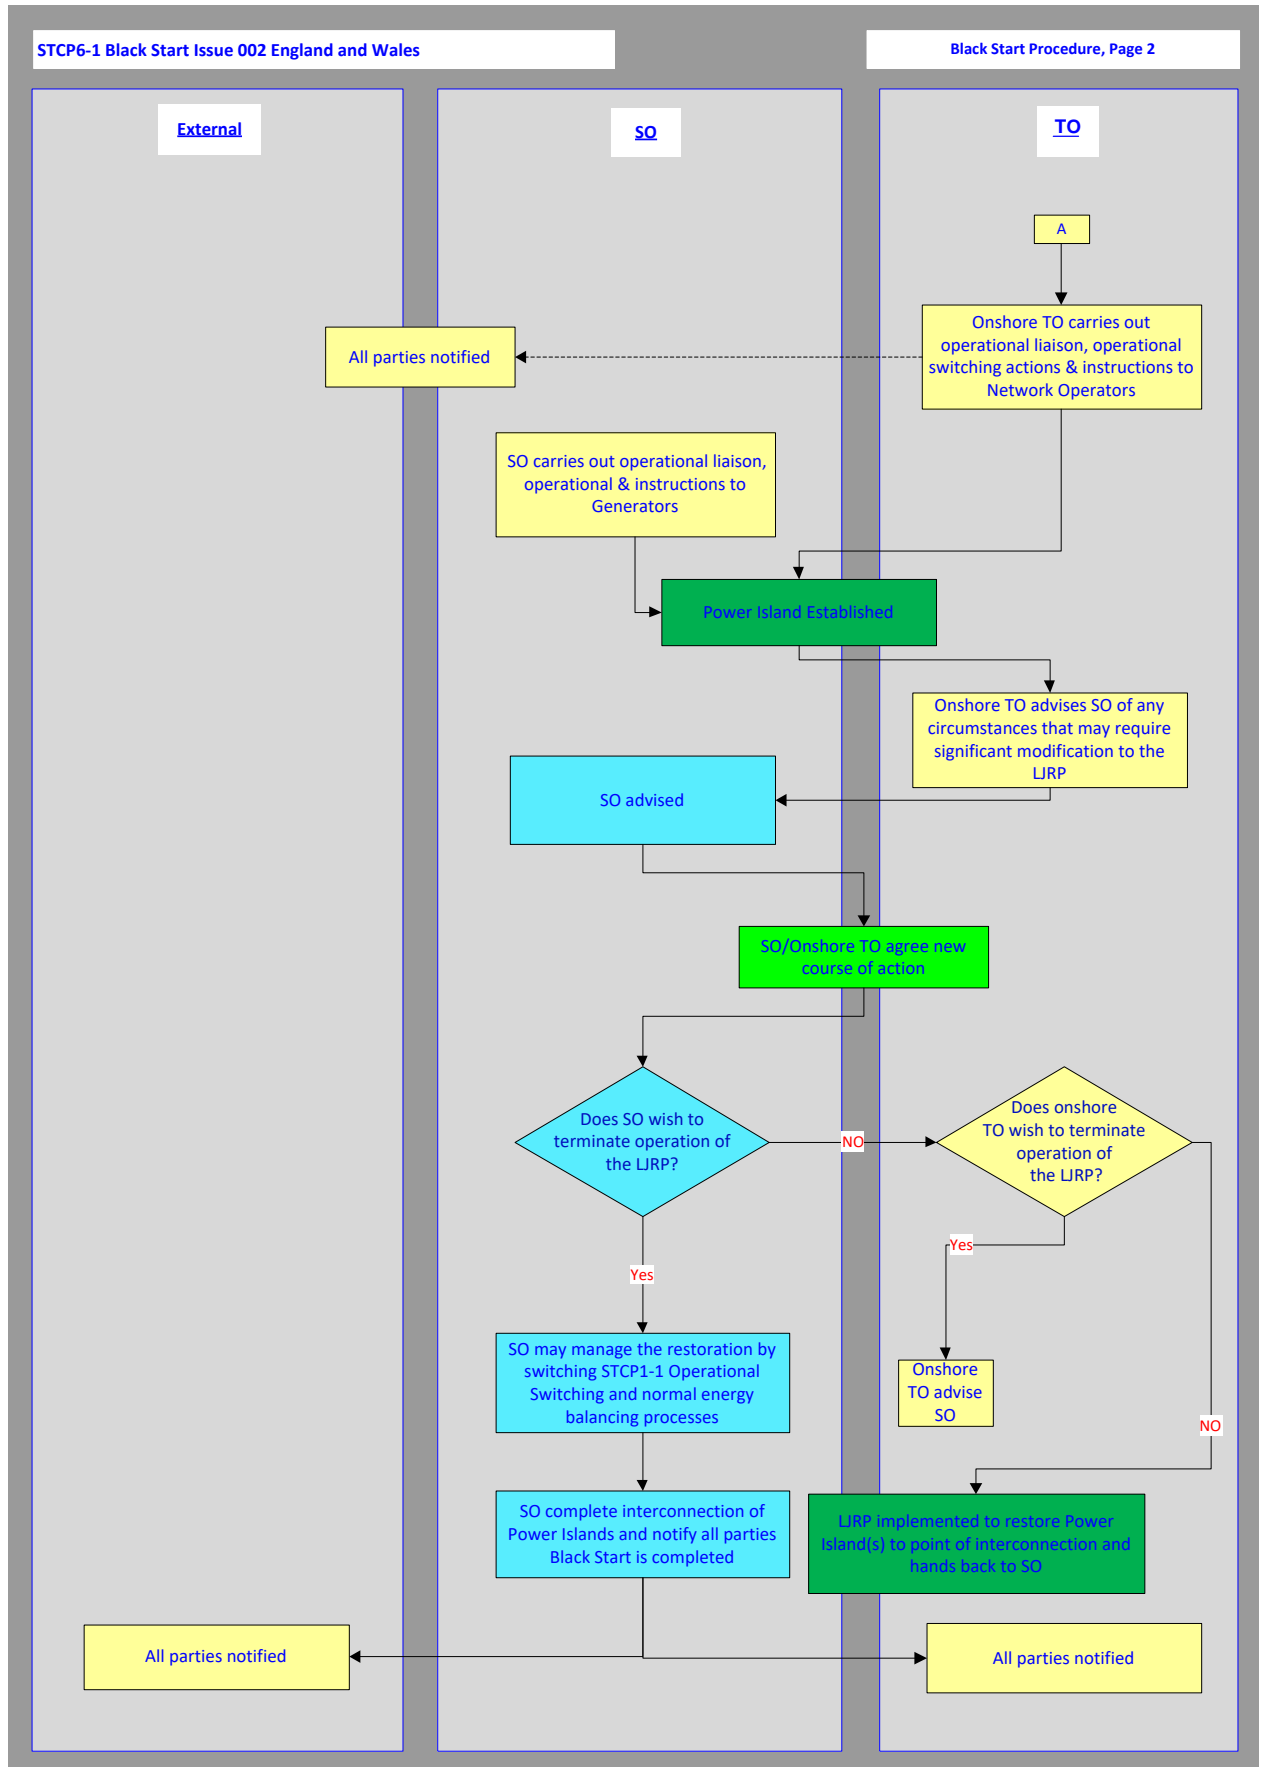 STCP6-1 Black Start Issue 002 England and Wales
Black Start Procedure, Page 2
External
SO
TO
A
Onshore TO carries out
operational liaison, operational
switching actions & instructions to
Network Operators
All parties notified
SO carries out operational liaison,
operational & instructions to
Generators
Power Island Established
Onshore TO advises SO of any
circumstances that may require
significant modification to the
LJRP
SO advised
SO/Onshore TO agree new
course of action
Does SO wish to
terminate operation of
the LJRP?
NO
Does onshore
TO wish to terminate
operation of
the LJRP?
Yes
Yes
SO may manage the restoration by
switching STCP1-1 Operational
Switching and normal energy
balancing processes
Onshore
TO advise
SO
NO
SO complete interconnection of
Power Islands and notify all parties
Black Start is completed
LJRP implemented to restore Power
Island(s) to point of interconnection and
hands back to SO
All parties notified
All parties notified